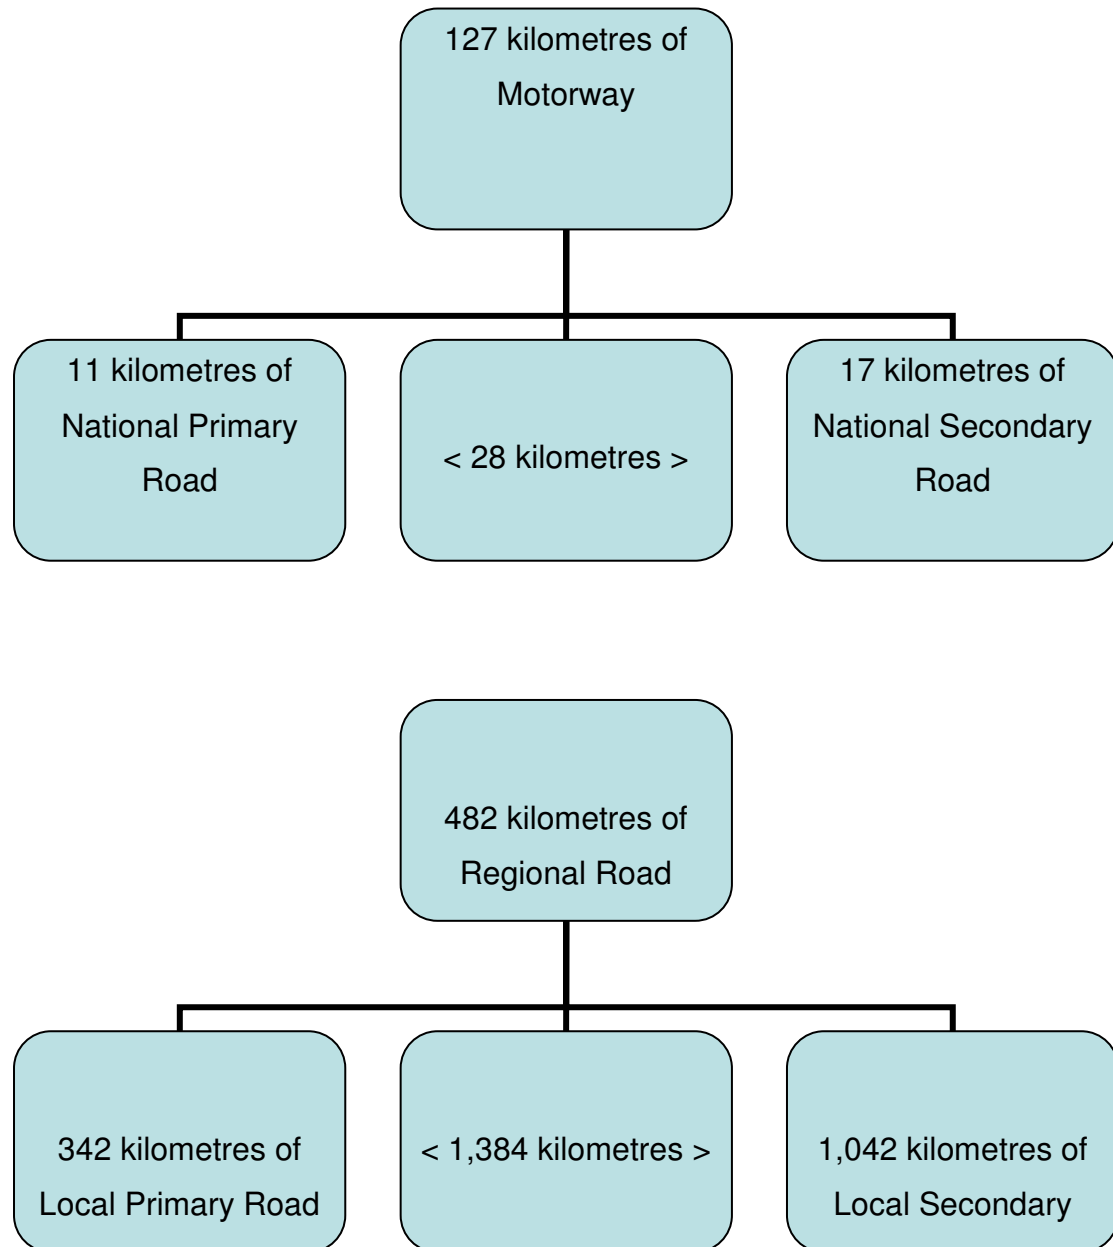 127 kilometres of
Motorway
11 kilometres of
National Primary
Road
< 28 kilometres >
17 kilometres of
National Secondary
Road
482 kilometres of
Regional Road
342 kilometres of
Local Primary Road
< 1,384 kilometres >
1,042 kilometres of
Local Secondary